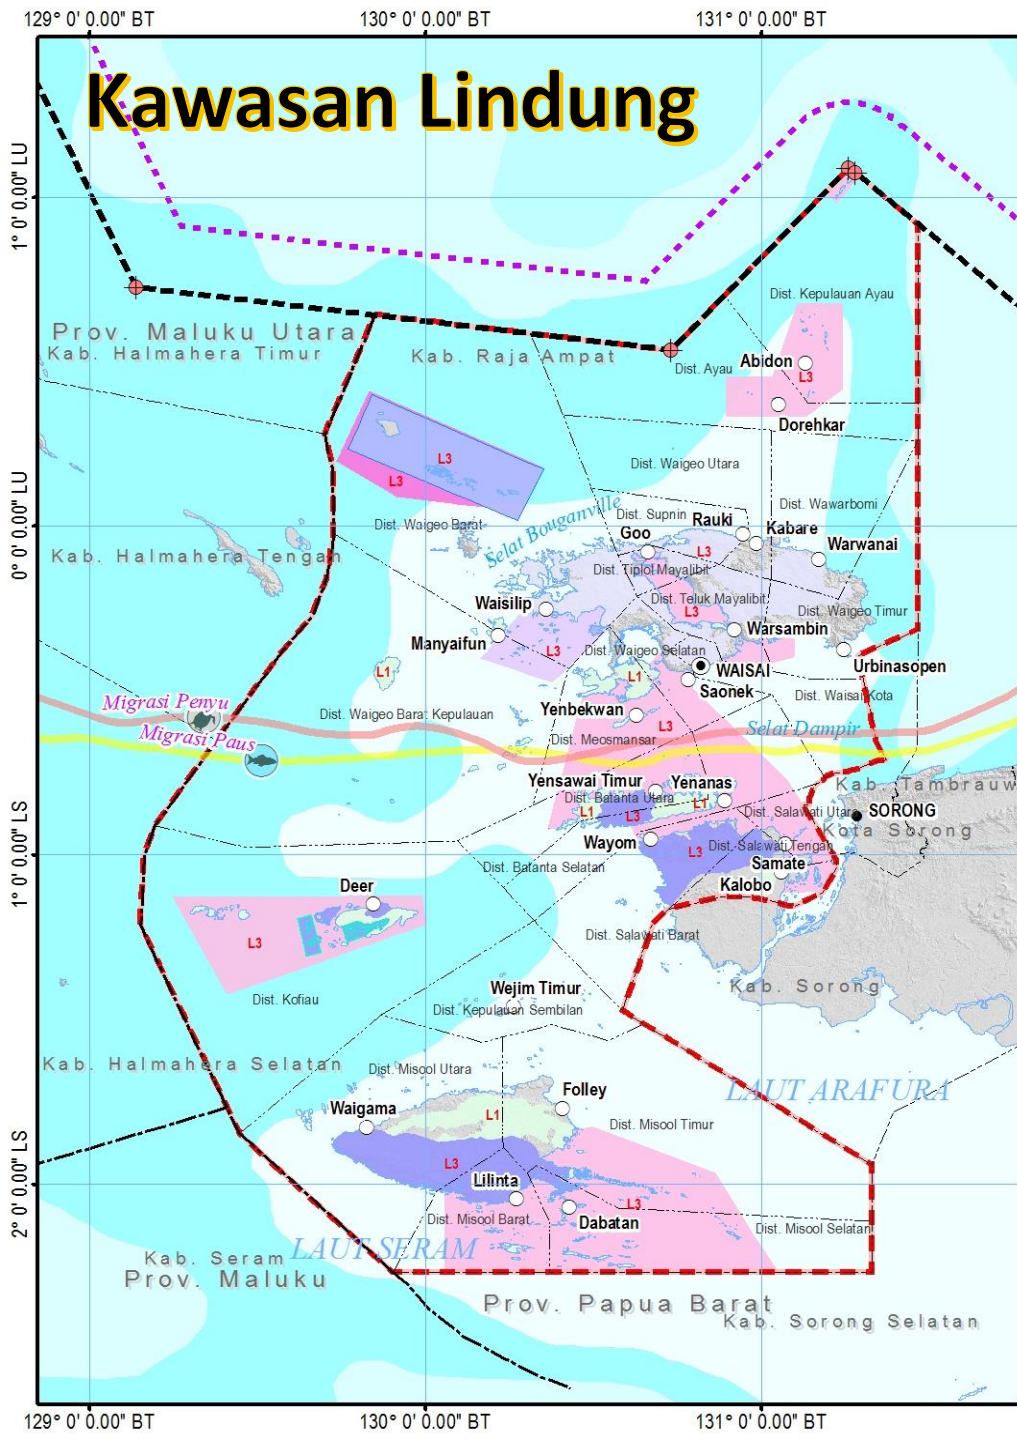 129° 0' 0.00" BT
130° 0' 0.00" BT
131° 0' 0.00" BT
Kawasan Lindung
1° 0' 0.00" LU
Dist. Kepulauan Ayau
Prov. Maluku Utara
Kab. Halmahera Timur
Kab. Raja Ampat
Abidon
Dist. Ayau
L3
Dorehkar
L3
L3
Dist. Waigeo Utara
Dist. Wawarbomi
Dist. Supnin
Dist. Waigeo Barat
Selat Bouganville
0° 0' 0.00" LU
Rauki
Goo
Kabare
Kab. Halmahera Tengah
L3
Warwanai
Dist. Tiplol Mayalibit
Dist. Teluk Mayalibit
Waisilip
L3
Dist. Waigeo Timur
Warsambin
Manyaifun
L3
Dist. Waigeo Selatan
Urbinasopen
L1
L1
WAISAI
Saonek
Dist. Waisai Kota
Migrasi Penyu
Dist. Waigeo Barat Kepulauan
Yenbekwan
L3
Selat Dampir
Migrasi Paus
Dist. Meosmansar
Yensawai Timur
Yenanas
Kab. Tambrauw
Dist. Batanta Utara
L1
L1
L3
Dist. Salawati Utara
SORONG
Kota Sorong
Wayom
L3
Dist. Salawati Tengah
1° 0' 0.00" LS
Dist. Batanta Selatan
Samate
Kalobo
Deer
L3
Dist. Salawati Barat
Wejim Timur
Kab. Sorong
Dist. Kofiau
Dist. Kepulauan Sembilan
Kab. Halmahera Selatan
Dist. Misool Utara
LAUT ARAFURA
Folley
Waigama
L1
Dist. Misool Timur
L3
2° 0' 0.00" LS
Lilinta
L3
Dist. Misool Barat
Dabatan
Dist. Misool Selatan
LAUT SERAM
Kab. Seram
Prov. Maluku
Prov. Papua Barat
Kab. Sorong Selatan
129° 0' 0.00" BT
130° 0' 0.00" BT
131° 0' 0.00" BT